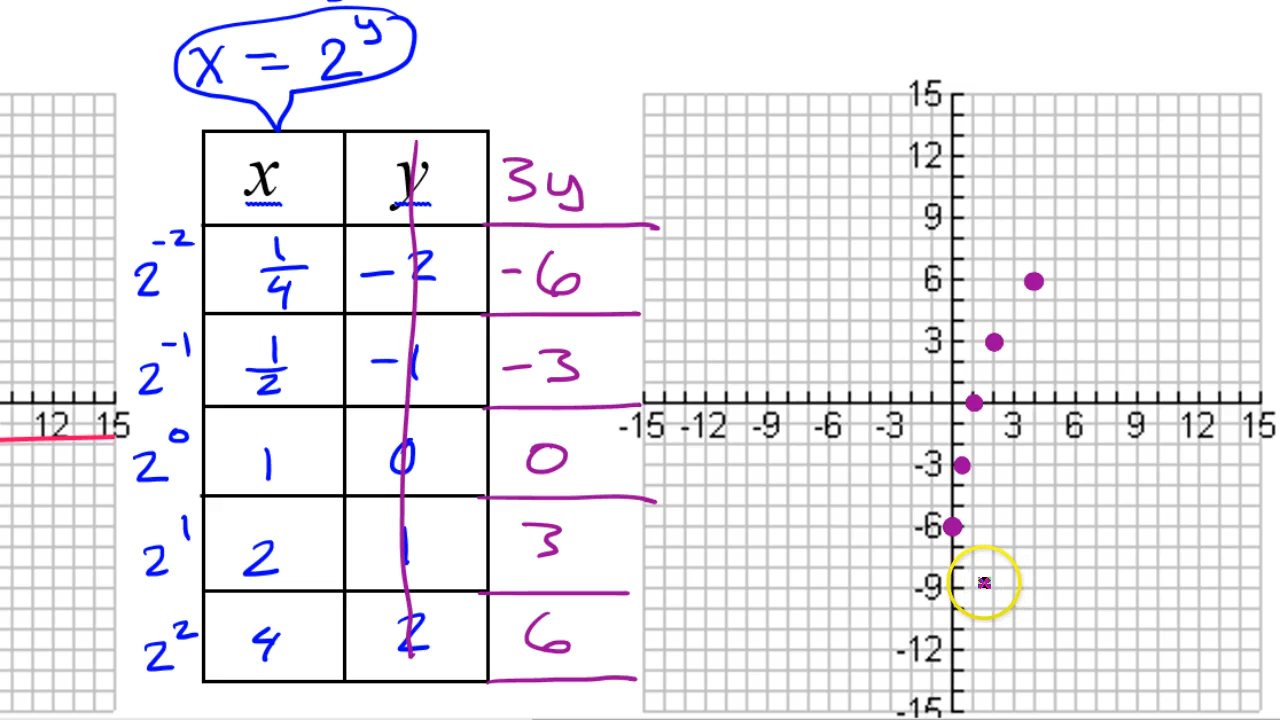 x = 2^y
x y 3y
2^-2 1/4 -2 -6
2^-1 1/2 -1 -3
2^0 1 0 0
2^1 2 1 3
2^2 4 2 6
12 15
15
12
9
6
3
-15 -12 -9 -6 -3 3 6 9 12 15
-3
-6
-9
-12
-15